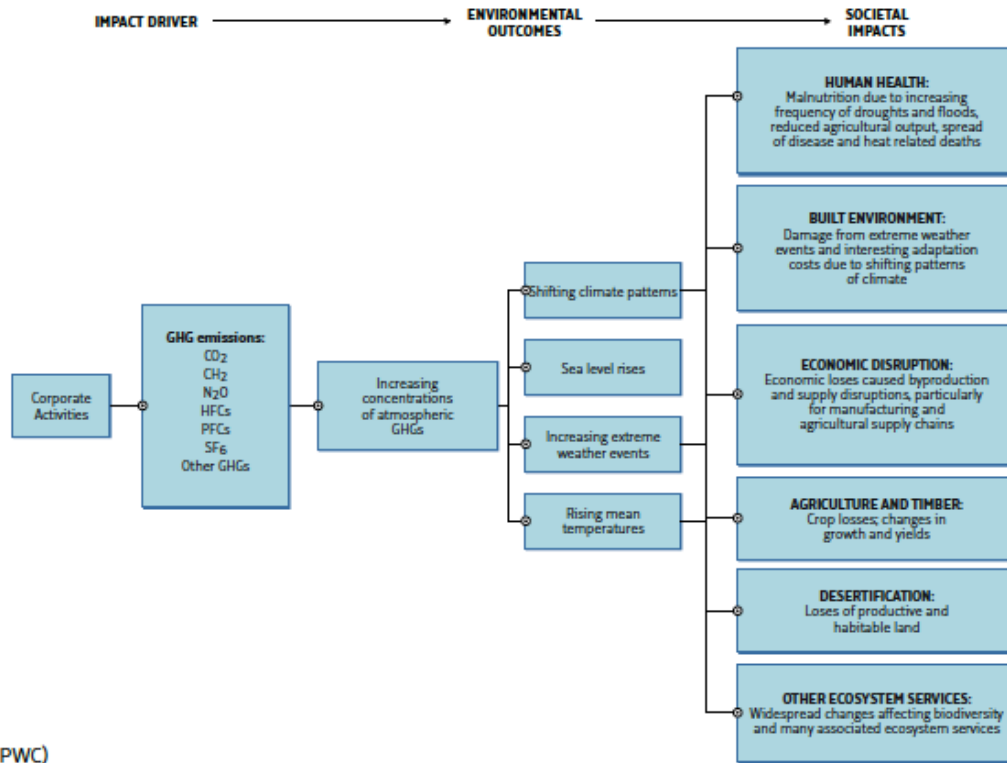 IMPACT DRIVER
ENVIRONMENTAL
OUTCOMES
SOCIETAL
IMPACTS
Corporate
Activities
GHG emissions:
CO2
CH2
N2O
HFCs
PFCs
SF6
Other GHGs
Increasing
concentrations
of atmospheric
GHGs
Shifting climate patterns
Sea level rises
Increasing extreme
weather events
Rising mean
temperatures
HUMAN HEALTH:
Malnutrition due to increasing
frequency of droughts and floods,
reduced agricultural output, spread
of disease and heat related deaths
BUILT ENVIRONMENT:
Damage from extreme weather
events and interesting adaptation
costs due to shifting patterns
of climate
ECONOMIC DISRUPTION:
Economic loses caused byproduction
and supply disruptions, particularly
for manufacturing and
agricultural supply chains
AGRICULTURE AND TIMBER:
Crop losses; changes in
growth and yields
DESERTIFICATION:
Loses of productive and
habitable land
OTHER ECOSYSTEM SERVICES:
Widespread changes affecting biodiversity
and many associated ecosystem services
PWC)